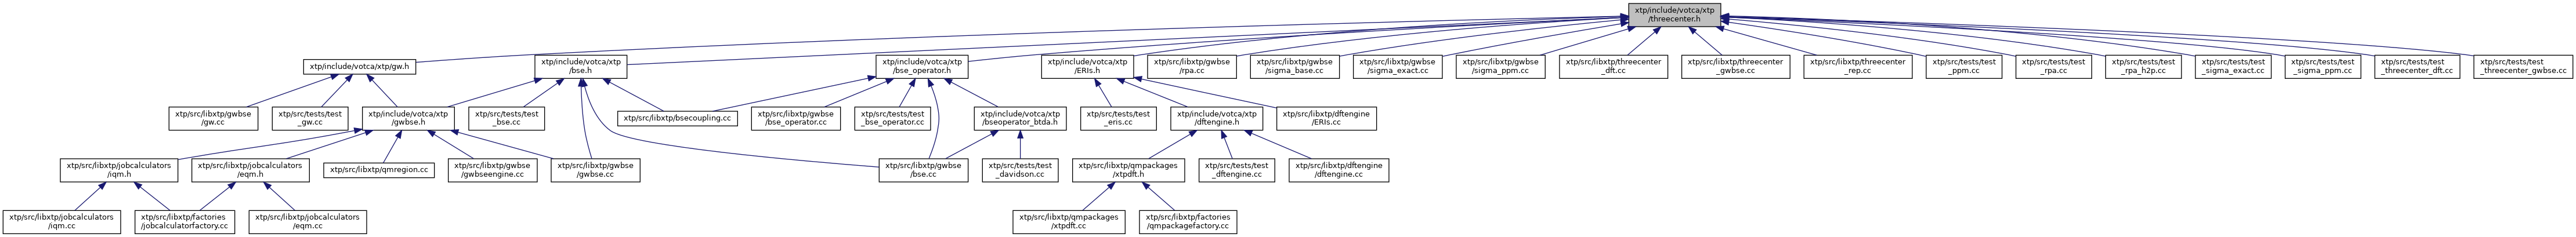 xtp/include/votca/xtp
/threecenter.h
xtp/include/votca/xtp/gw.h
xtp/include/votca/xtp
/bse.h
xtp/include/votca/xtp
/bse_operator.h
xtp/include/votca/xtp
/ERIs.h
xtp/src/libxtp/gwbse
/rpa.cc
xtp/src/libxtp/gwbse
/sigma_base.cc
xtp/src/libxtp/gwbse
/sigma_exact.cc
xtp/src/libxtp/gwbse
/sigma_ppm.cc
xtp/src/libxtp/threecenter
_dft.cc
xtp/src/libxtp/threecenter
_gwbse.cc
xtp/src/libxtp/threecenter
_rep.cc
xtp/src/tests/test
_ppm.cc
xtp/src/tests/test
_rpa.cc
xtp/src/tests/test
_rpa_h2p.cc
xtp/src/tests/test
_sigma_exact.cc
xtp/src/tests/test
_sigma_ppm.cc
xtp/src/tests/test
_threecenter_dft.cc
xtp/src/tests/test
_threecenter_gwbse.cc
xtp/src/libxtp/gwbse
/gw.cc
xtp/src/tests/test
_gw.cc
xtp/include/votca/xtp
/gwbse.h
xtp/src/tests/test
_bse.cc
xtp/src/libxtp/bsecoupling.cc
xtp/src/libxtp/gwbse
/bse_operator.cc
xtp/src/tests/test
_bse_operator.cc
xtp/include/votca/xtp
/bseoperator_btda.h
xtp/src/tests/test
_eris.cc
xtp/include/votca/xtp
/dftengine.h
xtp/src/libxtp/dftengine
/ERIs.cc
xtp/src/libxtp/jobcalculators
/iqm.h
xtp/src/libxtp/jobcalculators
/eqm.h
xtp/src/libxtp/qmregion.cc
xtp/src/libxtp/gwbse
/gwbseengine.cc
xtp/src/libxtp/gwbse
/gwbse.cc
xtp/src/libxtp/gwbse
/bse.cc
xtp/src/tests/test
_davidson.cc
xtp/src/libxtp/qmpackages
/xtpdft.h
xtp/src/tests/test
_dftengine.cc
xtp/src/libxtp/dftengine
/dftengine.cc
xtp/src/libxtp/jobcalculators
/iqm.cc
xtp/src/libxtp/factories
/jobcalculatorfactory.cc
xtp/src/libxtp/jobcalculators
/eqm.cc
xtp/src/libxtp/qmpackages
/xtpdft.cc
xtp/src/libxtp/factories
/qmpackagefactory.cc